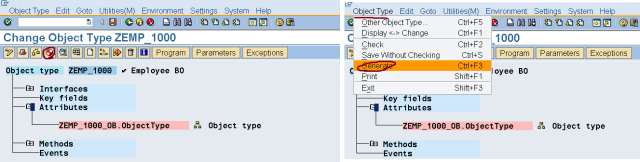 Object Type Edit Goto Utilities(M) Environment Settings System Help
Change Object Type ZEMP_1000
Program Parameters Exceptions
Object type ZEMP_1000 Employee BO
Interfaces
Key fields
Attributes
ZEMP_1000_OB.ObjectType Object type
Methods
Events
Object Type Edit Goto Utilities(M) Environment Settings System Help
Other Object Type... Ctrl+F5
Display <-> Change Ctrl+F1
Check Ctrl+F2
Save Without Checking Ctrl+S
Generate Ctrl+F3
Print Shift+F1
Exit Shift+F3
Program Parameters Exceptions
ee BO
Key fields
Attributes
ZEMP_1000_OB.ObjectType Object type
Methods
Events